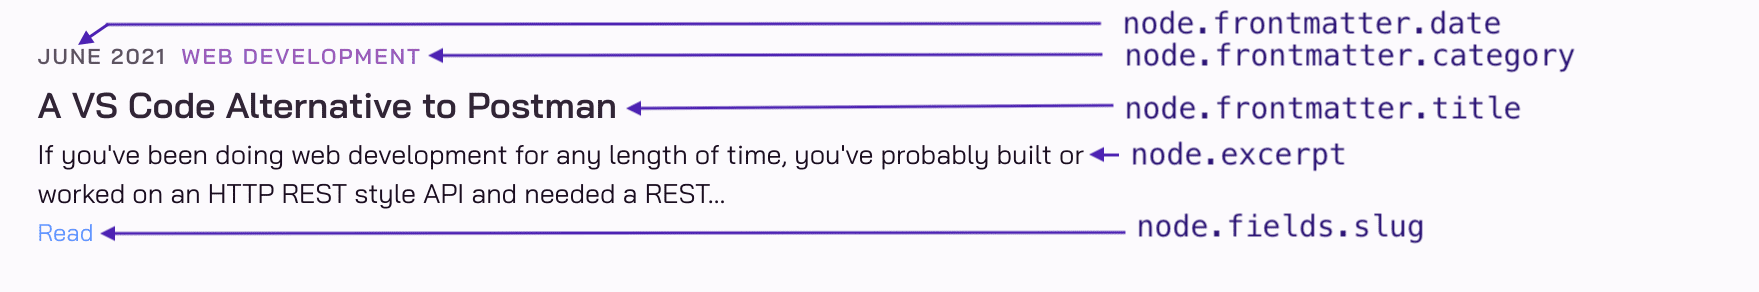 node.frontmatter.date
JUNE 2021 WEB DEVELOPMENT node.frontmatter.category
A VS Code Alternative to Postman node.frontmatter.title
If you've been doing web development for any length of time, you've probably built or node.excerpt
worked on an HTTP REST style API and needed a REST...
Read node.fields.slug